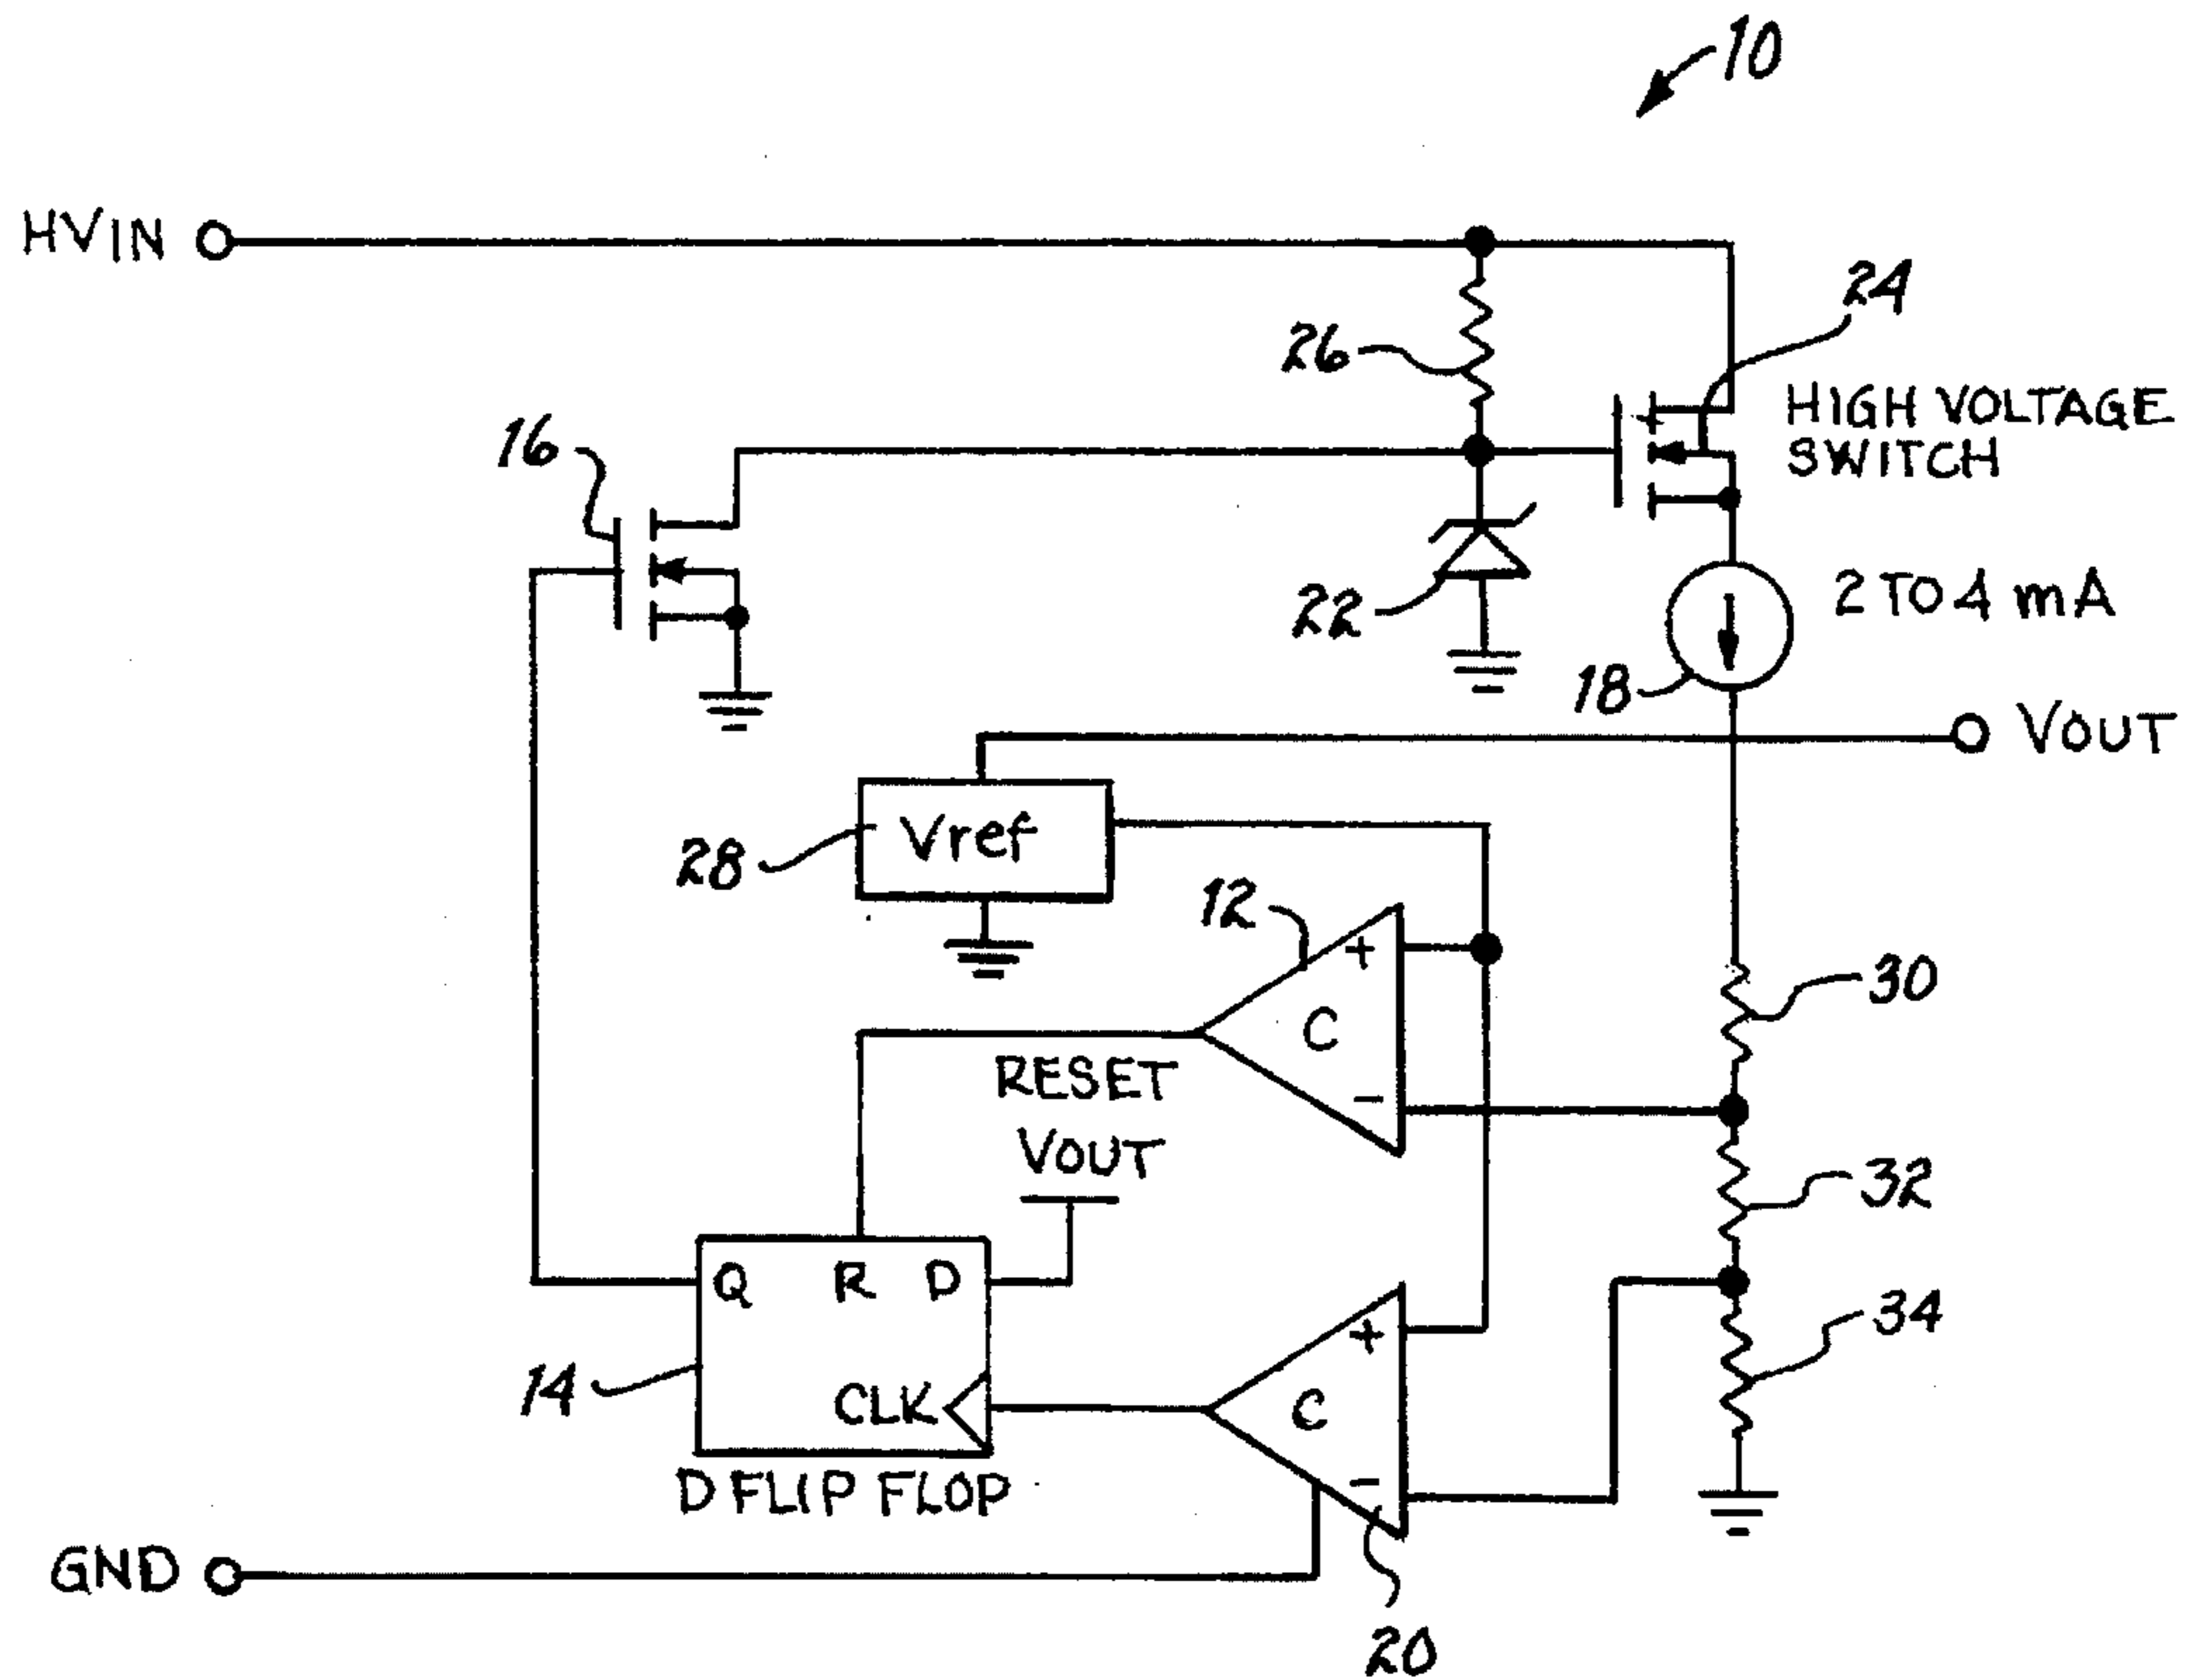 10
HVIN
24
26
HIGH VOLTAGE
SWITCH
16
22
2 TO 4 mA
18
VOUT
Vref
28
12
+
C
30
RESET
-
VOUT
32
Q R D
+
34
14
CLK
C
-
D FLIP FLOP
GND
20